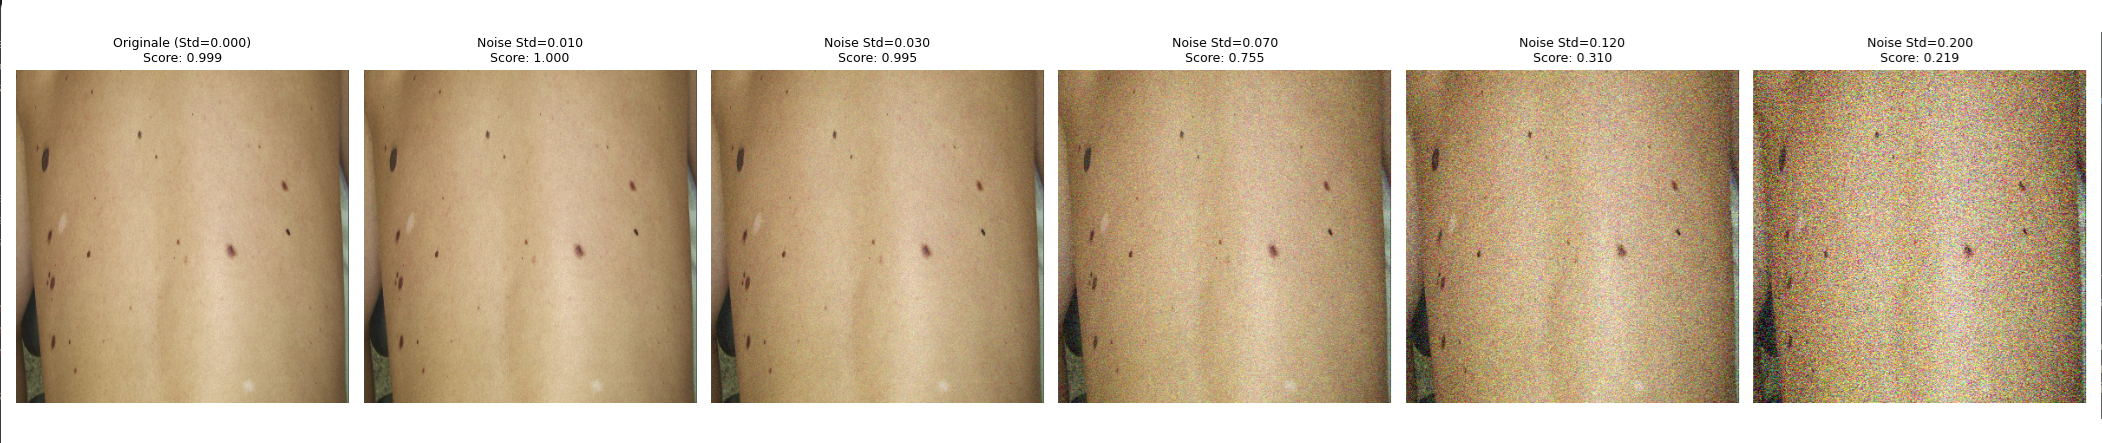 Originale (Std=0.000)
Score: 0.999
Noise Std=0.010
Score: 1.000
Noise Std=0.030
Score: 0.995
Noise Std=0.070
Score: 0.755
Noise Std=0.120
Score: 0.310
Noise Std=0.200
Score: 0.219